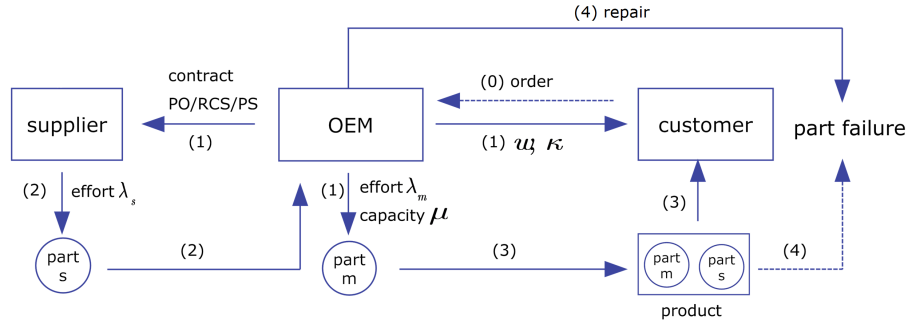 (4) repair
contract
PO/RCS/PS
(0) order
supplier
OEM
customer
part failure
(1)
(1) w, κ
(2)
effort λs
(1)
effort λm
capacity μ
(3)
part
s
(2)
part
m
(3)
part
m
part
s
(4)
product